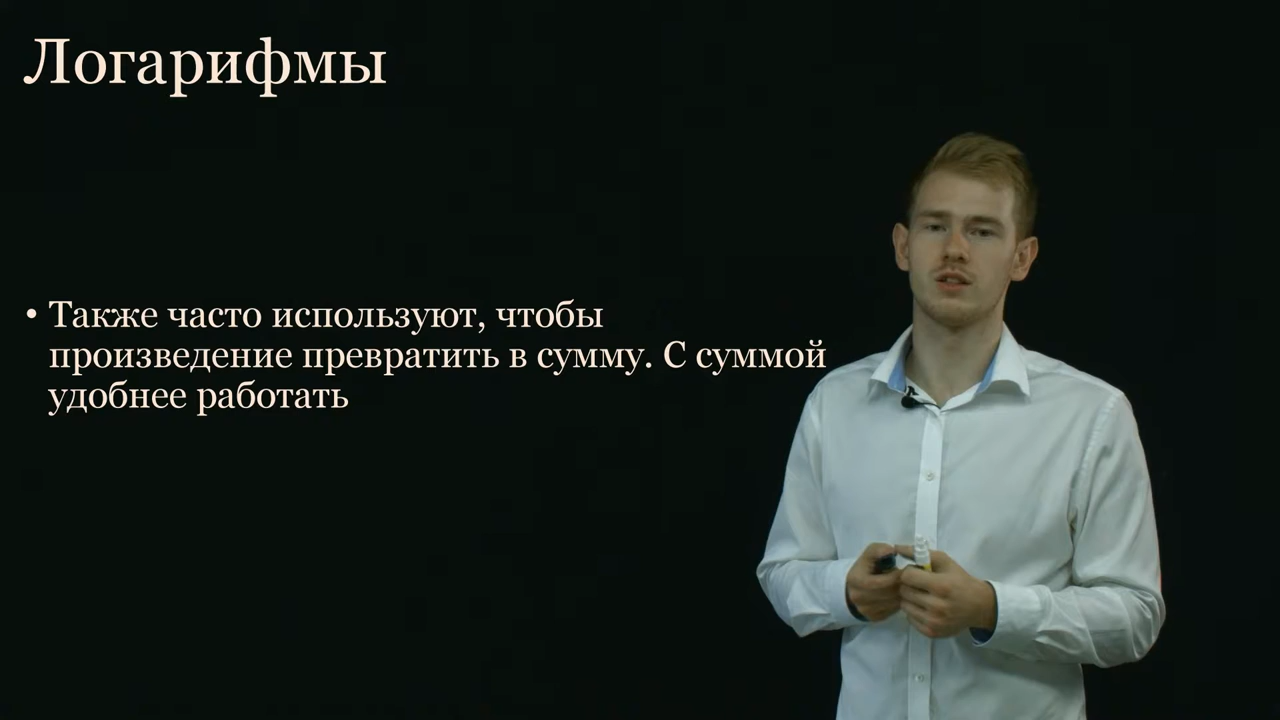 Логарифмы
• Также часто используют, чтобы
произведение превратить в сумму. С суммой
удобнее работать